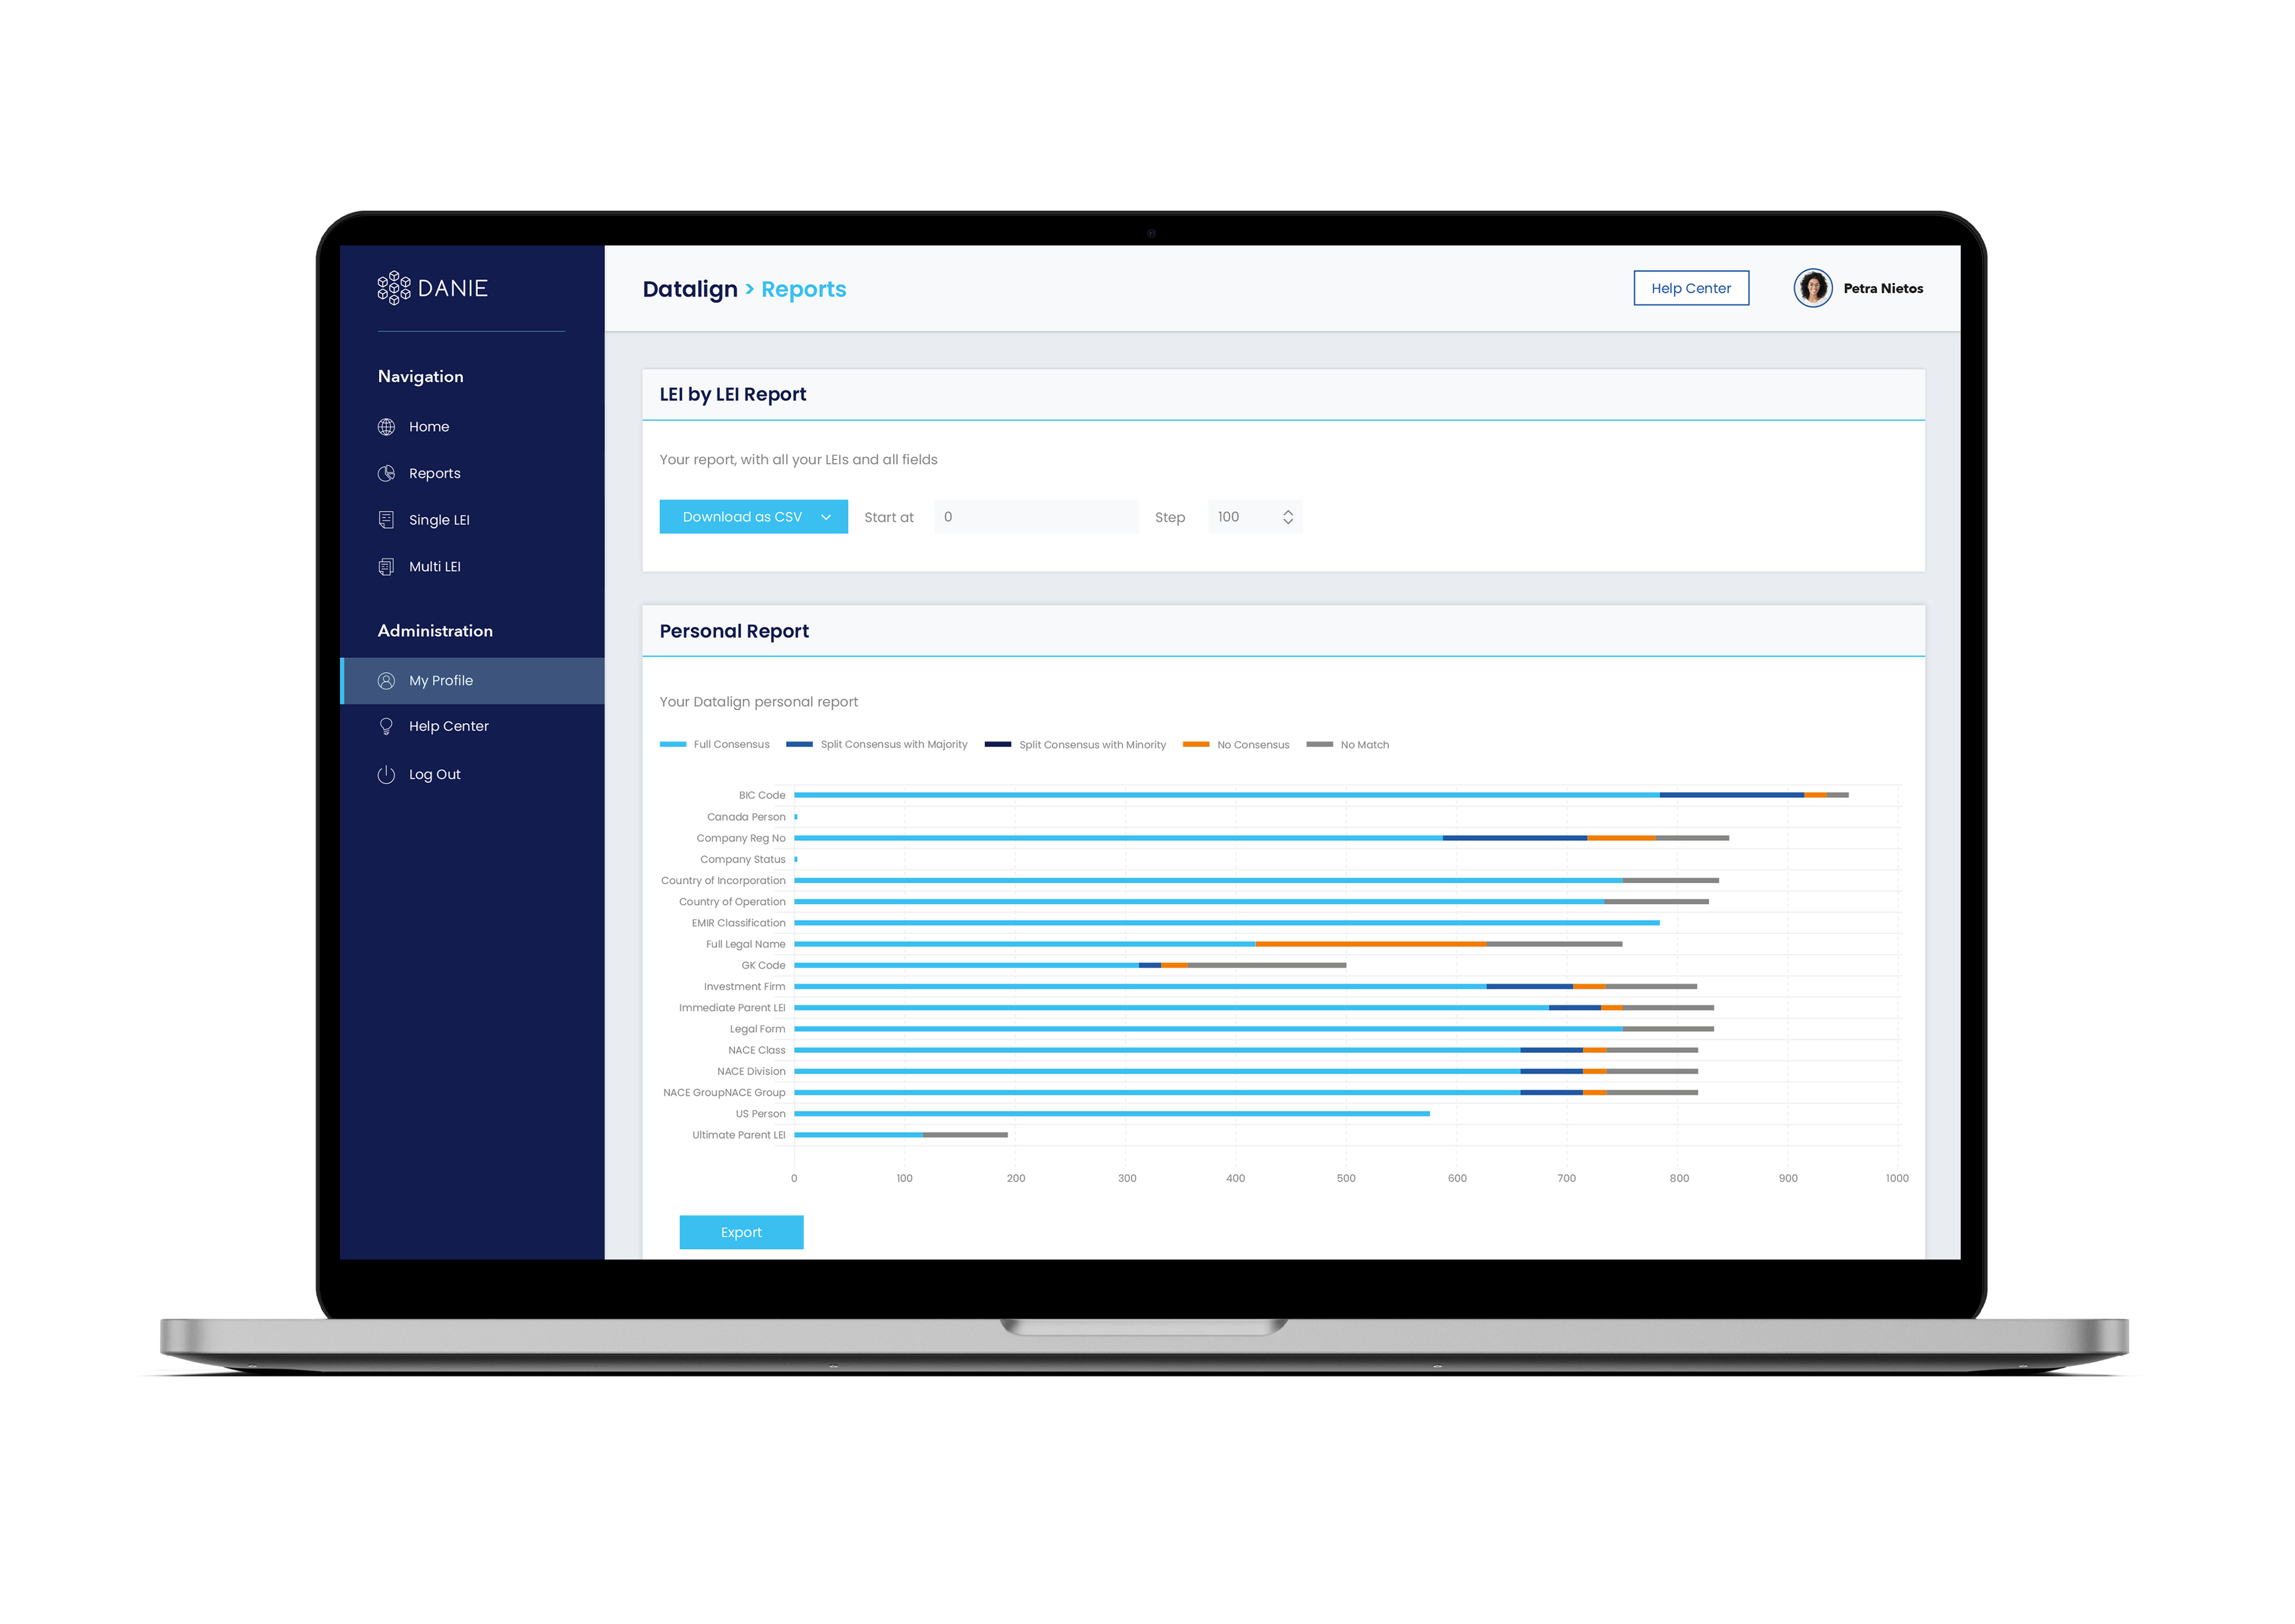 DANIE
Datalign > Reports
Help Center
Petra Nietos
Navigation
Home
Reports
Single LEI
Multi LEI
Administration
My Profile
Help Center
Log Out
LEI by LEI Report
Your report, with all your LEIs and all fields
Download as CSV
Start at
0
Step
100
Personal Report
Your Datalign personal report
Full Consensus
Split Consensus with Majority
Split Consensus with Minority
No Consensus
No Match
BIC Code
Canada Person
Company Reg No
Company Status
Country of Incorporation
Country of Operation
EMIR Classification
Full Legal Name
GK Code
Investment Firm
Immediate Parent LEI
Legal Form
NACE Class
NACE Division
NACE GroupNACE Group
US Person
Ultimate Parent LEI
0 100 200 300 400 500 600 700 800 900 1000
Export